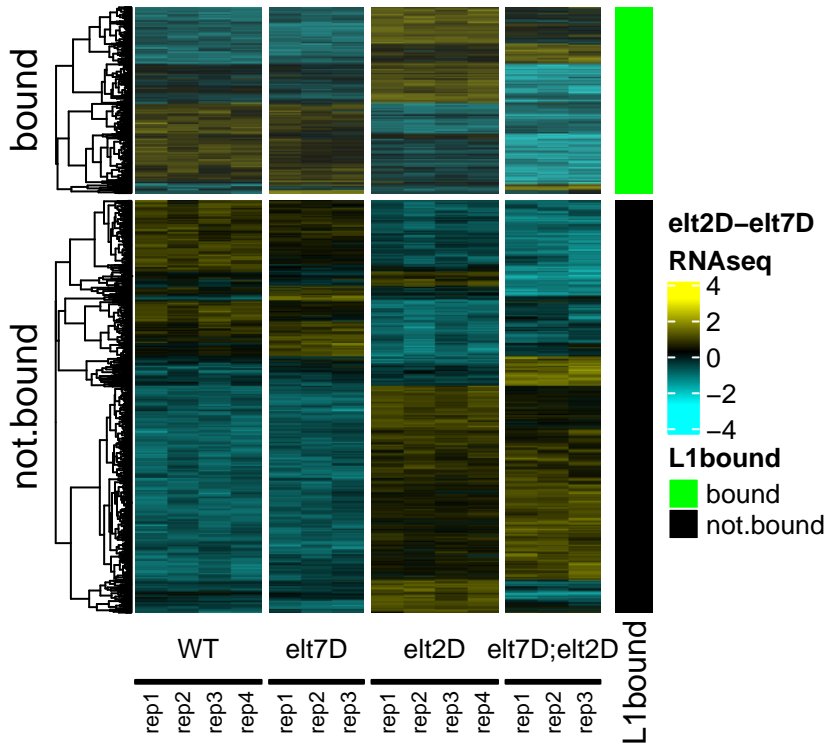 bound
not.bound
elt2D−elt7D
RNAseq
4
2
0
−2
−4
L1bound
bound
not.bound
WT
elt7D
elt2D
elt7D;elt2D
rep1
rep2
rep3
rep4
rep1
rep2
rep3
rep1
rep2
rep3
rep4
rep1
rep2
rep3
L1bound